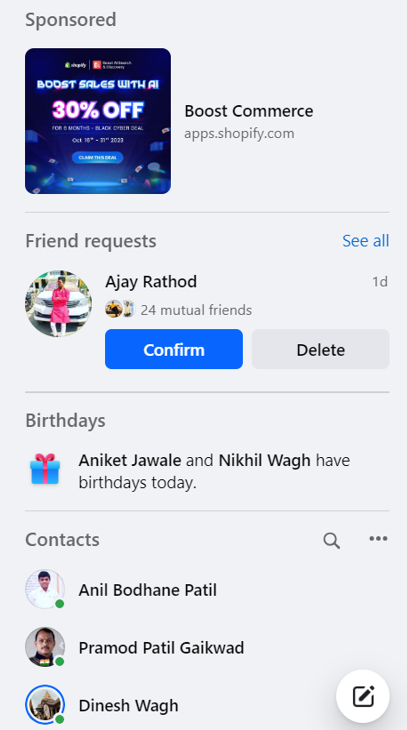 Sponsored
shopify
Boost AI Search
& Discovery
BOOST SALES WITH AI
30% OFF
FOR 6 MONTHS - BLACK CYBER DEAL
Oct 16th - 31st 2023
CLAIM THIS DEAL
Boost Commerce
apps.shopify.com
Friend requests
See all
Ajay Rathod
1d
24 mutual friends
Confirm
Delete
Birthdays
Aniket Jawale and Nikhil Wagh have
birthdays today.
Contacts
Anil Bodhane Patil
Pramod Patil Gaikwad
Dinesh Wagh